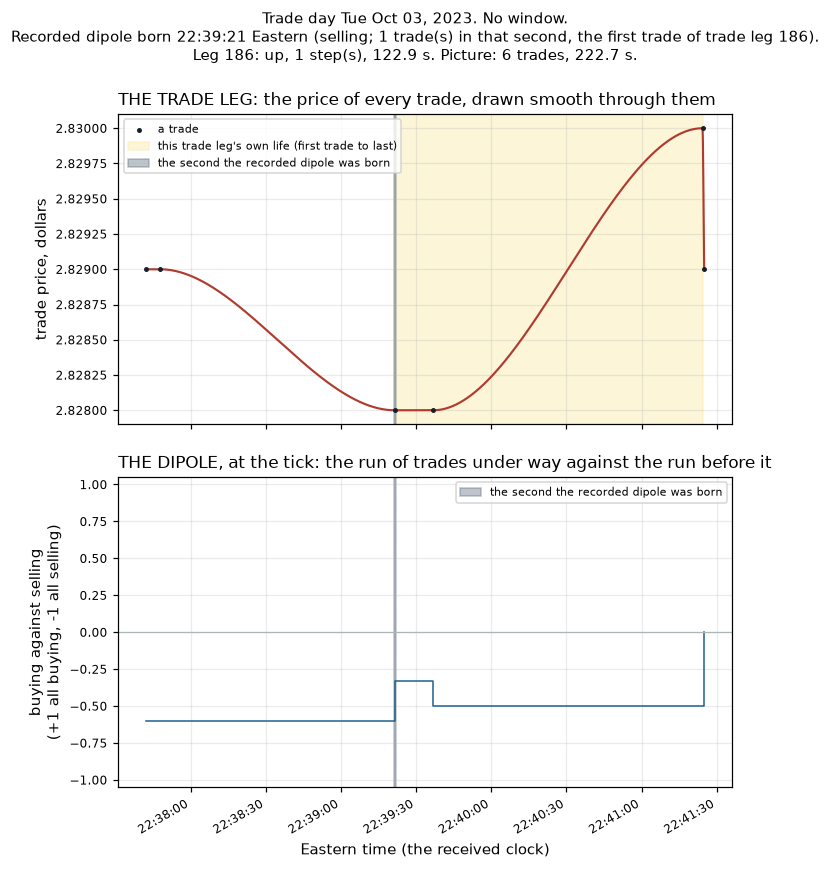 Trade day Tue Oct 03, 2023. No window.
Recorded dipole born 22:39:21 Eastern (selling; 1 trade(s) in that second, the first trade of trade leg 186).
Leg 186: up, 1 step(s), 122.9 s. Picture: 6 trades, 222.7 s.
THE TRADE LEG: the price of every trade, drawn smooth through them
a trade
this trade leg's own life (first trade to last)
the second the recorded dipole was born
trade price, dollars
2.83000
2.82975
2.82950
2.82925
2.82900
2.82875
2.82850
2.82825
2.82800
THE DIPOLE, at the tick: the run of trades under way against the run before it
the second the recorded dipole was born
buying against selling
(+1 all buying, -1 all selling)
1.00
0.75
0.50
0.25
0.00
−0.25
−0.50
−0.75
−1.00
22:38:00
22:38:30
22:39:00
22:39:30
22:40:00
22:40:30
22:41:00
22:41:30
Eastern time (the received clock)